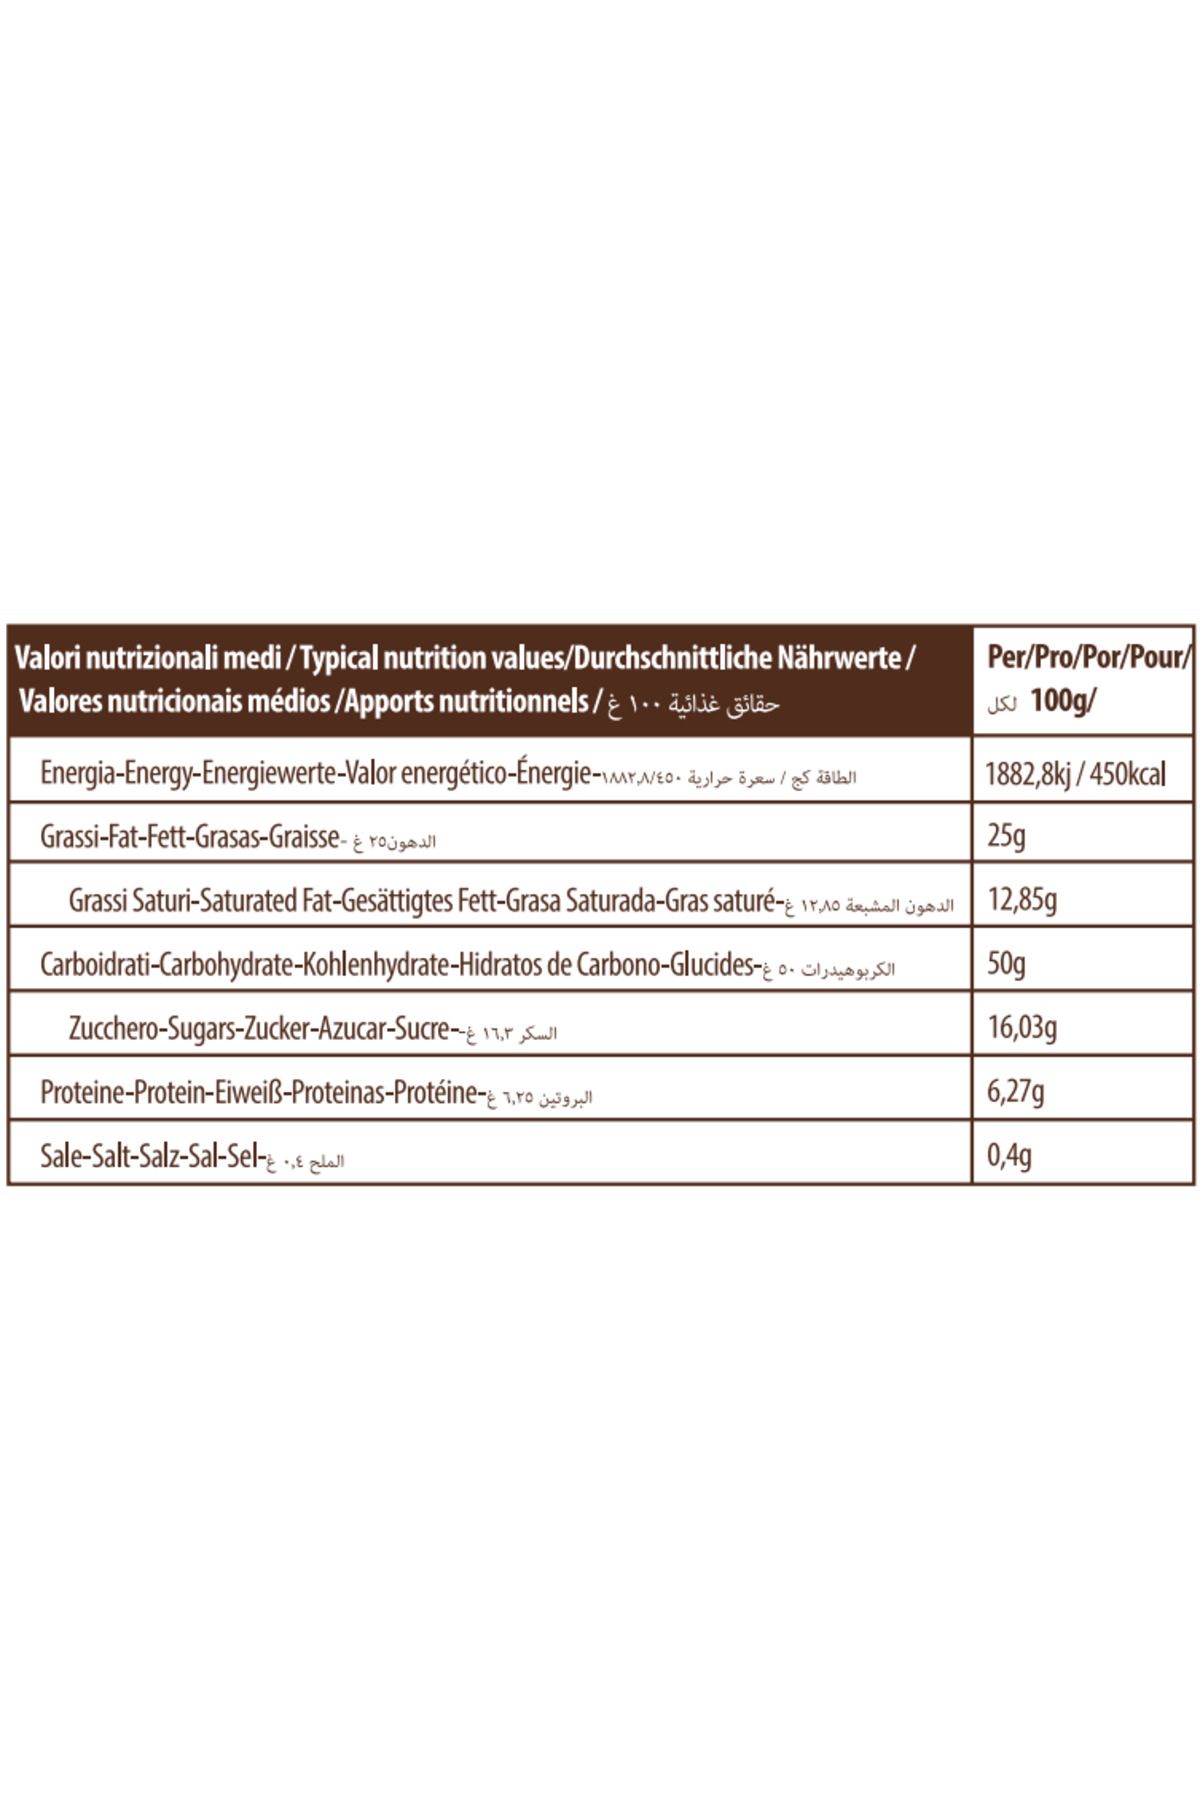 Valori nutrizionali medi / Typical nutrition values/Durchschnittliche Nährwerte /
Valores nutricionais médios /Apports nutritionnels / حقائق غذائية ١٠٠ غ
Per/Pro/Por/Pour/
لكل 100g/
Energia-Energy-Energiewerte-Valor energético-Énergie-الطاقة كج / سعرة حرارية ١٨٨٢,٨/٤٥٠
1882,8kj / 450kcal
Grassi-Fat-Fett-Grasas-Graisse- الدهون٢٥ غ
25g
Grassi Saturi-Saturated Fat-Gesättigtes Fett-Grasa Saturada-Gras saturé-الدهون المشبعة ١٢,٨٥ غ
12,85g
Carboidrati-Carbohydrate-Kohlenhydrate-Hidratos de Carbono-Glucides-الكربوهيدرات ٥٠ غ
50g
Zucchero-Sugars-Zucker-Azucar-Sucre--السكر ١٦,٣ غ
16,03g
Proteine-Protein-Eiweiß-Proteinas-Protéine-البروتين ٦,٢٥ غ
6,27g
Sale-Salt-Salz-Sal-Sel-الملح ٠,٤ غ
0,4g